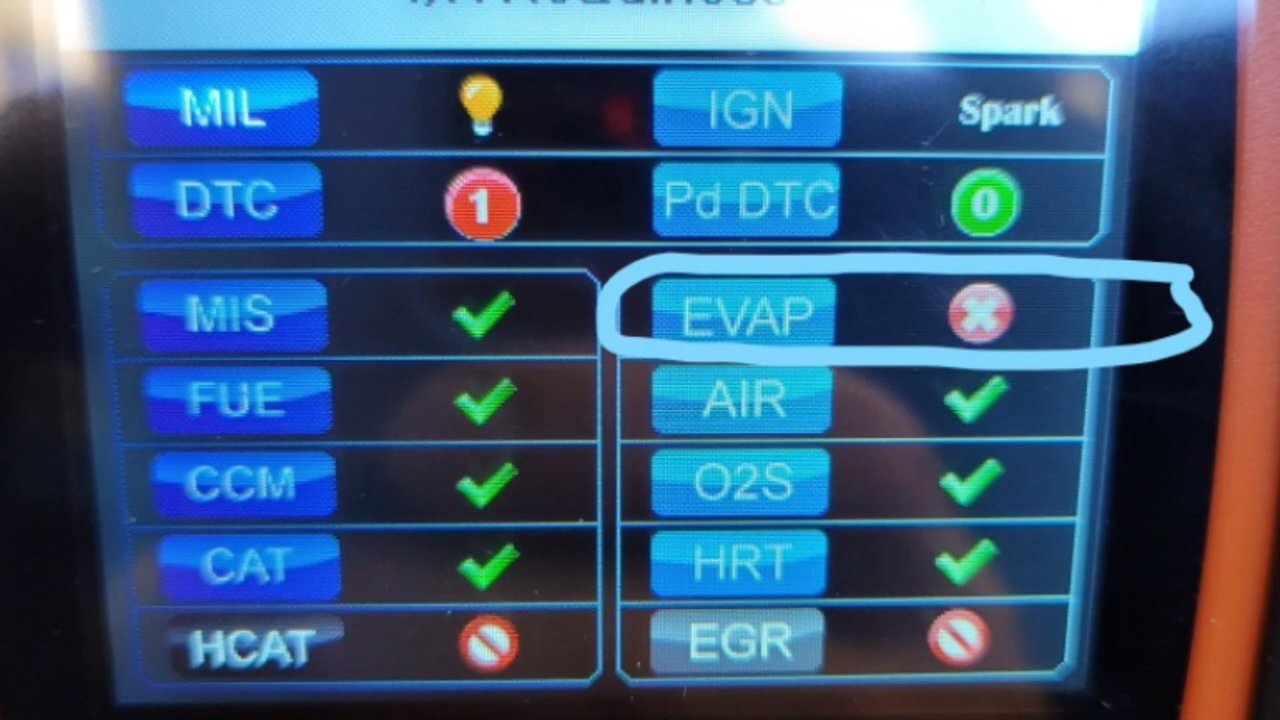 MIL IGN Spark
DTC 1 Pd DTC 0
MIS EVAP
FUE AIR
CCM O2S
CAT HRT
HCAT EGR